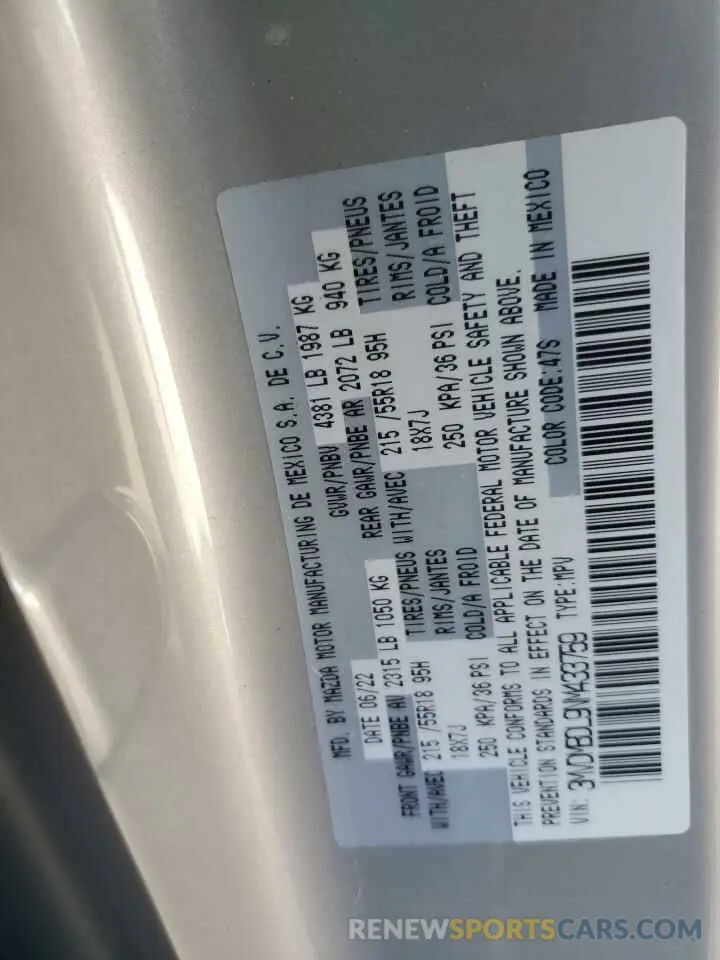 MFD. BY MAZDA MOTOR MANUFACTURING DE MEXICO S.A. DE C.V.
DATE 06/22 GVWR/PNBV 4381 LB 1987 KG
FRONT GAWR/PNBE AV 2315 LB 1050 KG REAR GAWR/PNBE AR 2072 LB 940 KG
WITH/AVEC 215 /55R18 95H TIRES/PNEUS WITH/AVEC 215 /55R18 95H TIRES/PNEUS
18X7J RIMS/JANTES 18X7J RIMS/JANTES
250 KPA/36 PSI COLD/A FROID 250 KPA/36 PSI COLD/A FROID
THIS VEHICLE CONFORMS TO ALL APPLICABLE FEDERAL MOTOR VEHICLE SAFETY AND THEFT
PREVENTION STANDARDS IN EFFECT ON THE DATE OF MANUFACTURE SHOWN ABOVE.
VIN: 3MVDMBDL9NM433759 TYPE:MPV COLOR CODE:47S MADE IN MEXICO
RENEWSPORTSCARS.COM